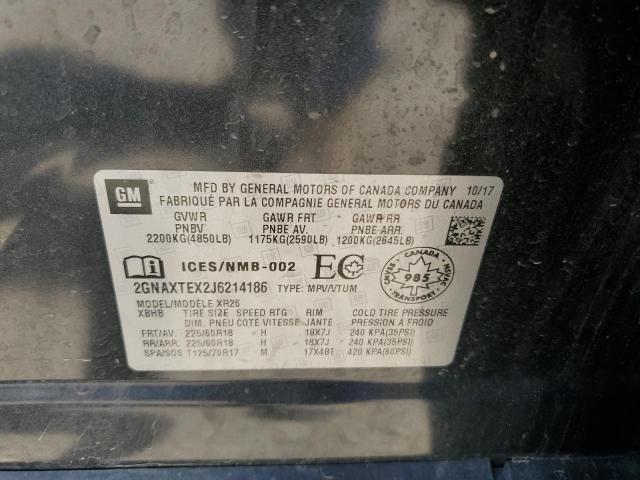 GM
MFD BY GENERAL MOTORS OF CANADA COMPANY 10/17
FABRIQUÉ PAR LA COMPAGNIE GENERAL MOTORS DU CANADA
GVWR GAWR FRT GAWR RR
PNBV PNBE AV. PNBE ARR.
2200KG(4850LB) 1175KG(2590LB) 1200KG(2645LB)
ICES/NMB-002 EC
CANADA
985
TRANSPORT
2GNAXTEX2J6214186 TYPE: MPV/VTUM
MODEL/MODÈLE XR26
XBHB TIRE SIZE SPEED RTG RIM COLD TIRE PRESSURE
DIM. PNEU COTE VITESSE JANTE PRESSION À FROID
FRT/AV. 225/60R18 H 18X7J 240 KPA(35PSI)
RR/ARR. 225/60R18 H 18X7J 240 KPA(35PSI)
SPA/SOS T125/70R17 M 17X4BT 420 KPA(60PSI)